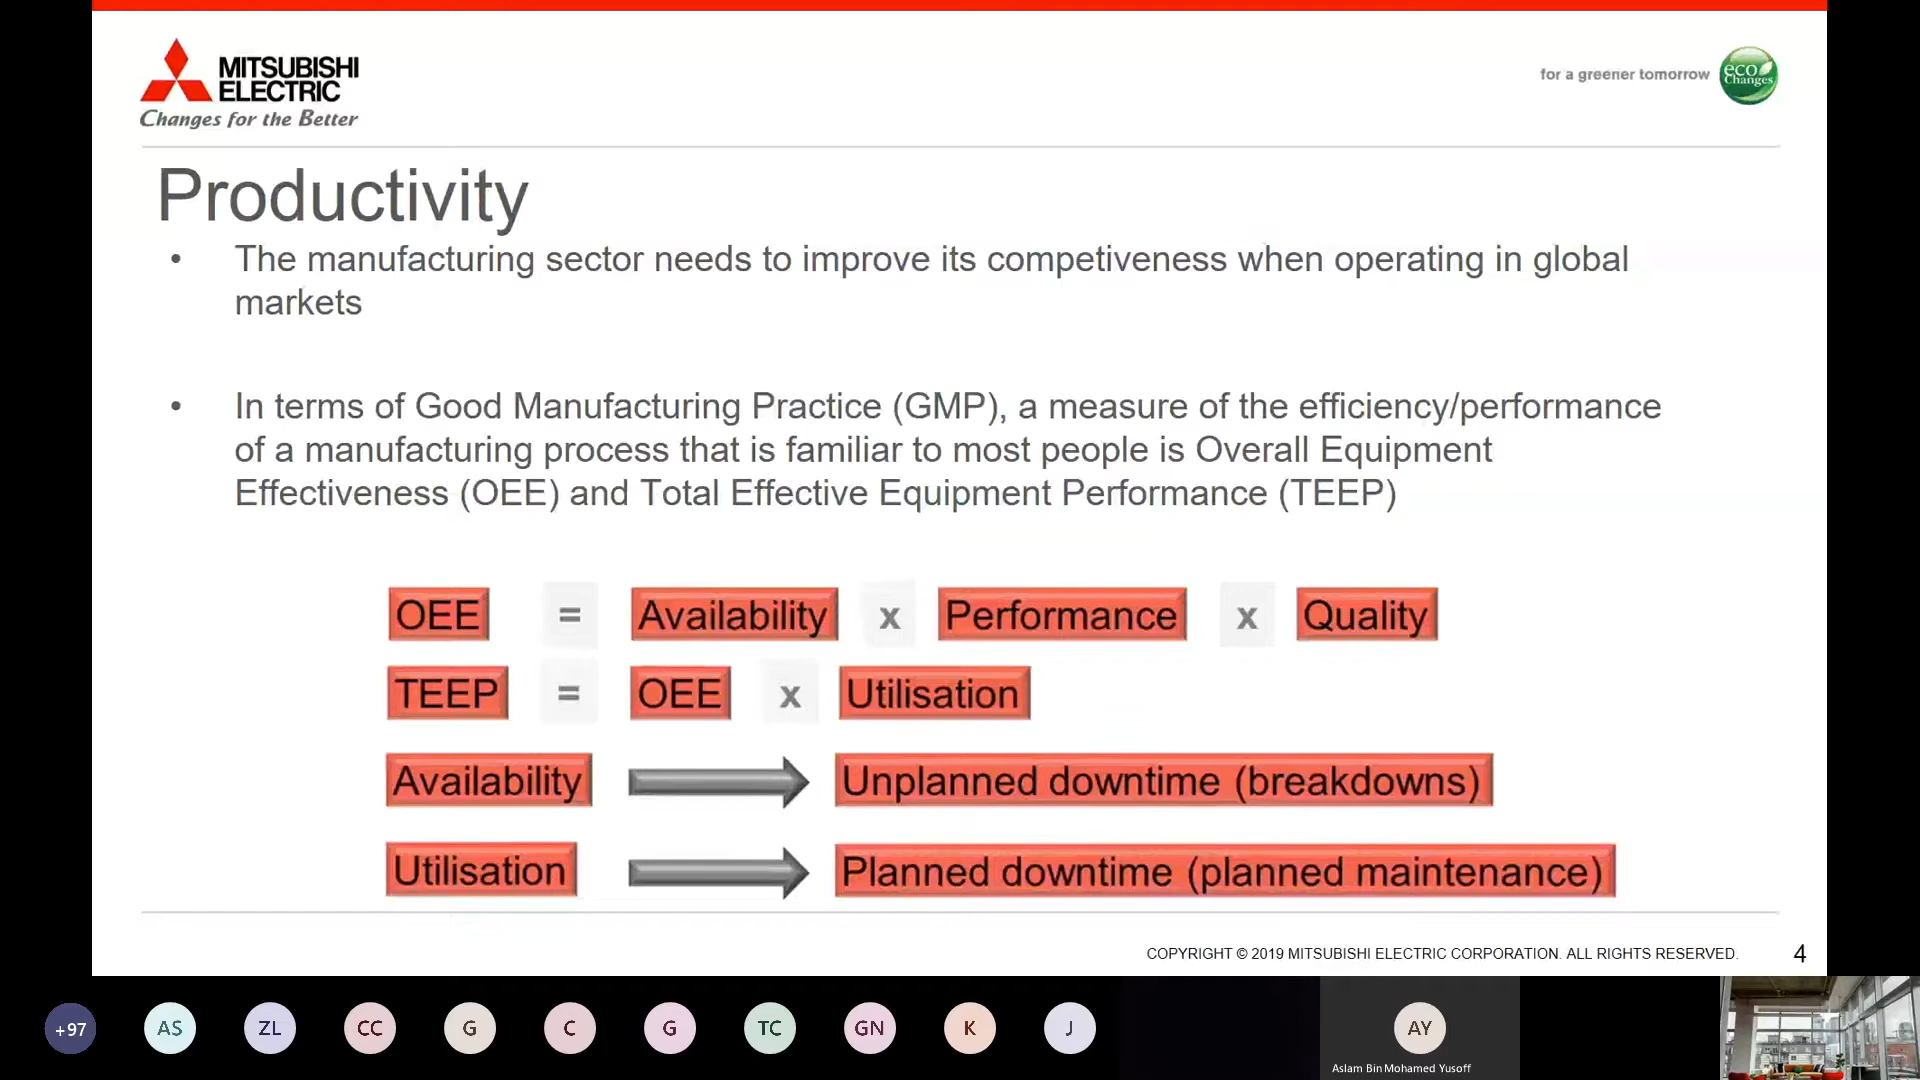 MITSUBISHI
ELECTRIC
Changes for the Better
for a greener tomorrow
eco
Changes
Productivity
• The manufacturing sector needs to improve its competiveness when operating in global
markets
• In terms of Good Manufacturing Practice (GMP), a measure of the efficiency/performance
of a manufacturing process that is familiar to most people is Overall Equipment
Effectiveness (OEE) and Total Effective Equipment Performance (TEEP)
OEE = Availability x Performance x Quality
TEEP = OEE x Utilisation
Availability Unplanned downtime (breakdowns)
Utilisation Planned downtime (planned maintenance)
COPYRIGHT © 2019 MITSUBISHI ELECTRIC CORPORATION. ALL RIGHTS RESERVED. 4
+97 AS ZL CC G C G TC GN K J AY
Aslam Bin Mohamed Yusoff